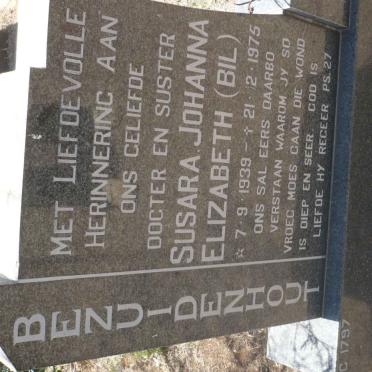 MET LIEFDEVOLLE
HERINNERING AAN
ONS GELIEFDE
DOGTER EN SUSTER
SUSARA JOHANNA
ELIZABETH (BIL)
☆ 7-9-1939 - † 21-2-1975
ONS SAL EERS DAARBO
VERSTAAN WAAROM JY SO
VROEG MOES GAAN DIE WOND
IS DIEP EN SEER. GOD IS
LIEFDE HY REGEER PS. 27
BEZUIDENHOUT
C 1797